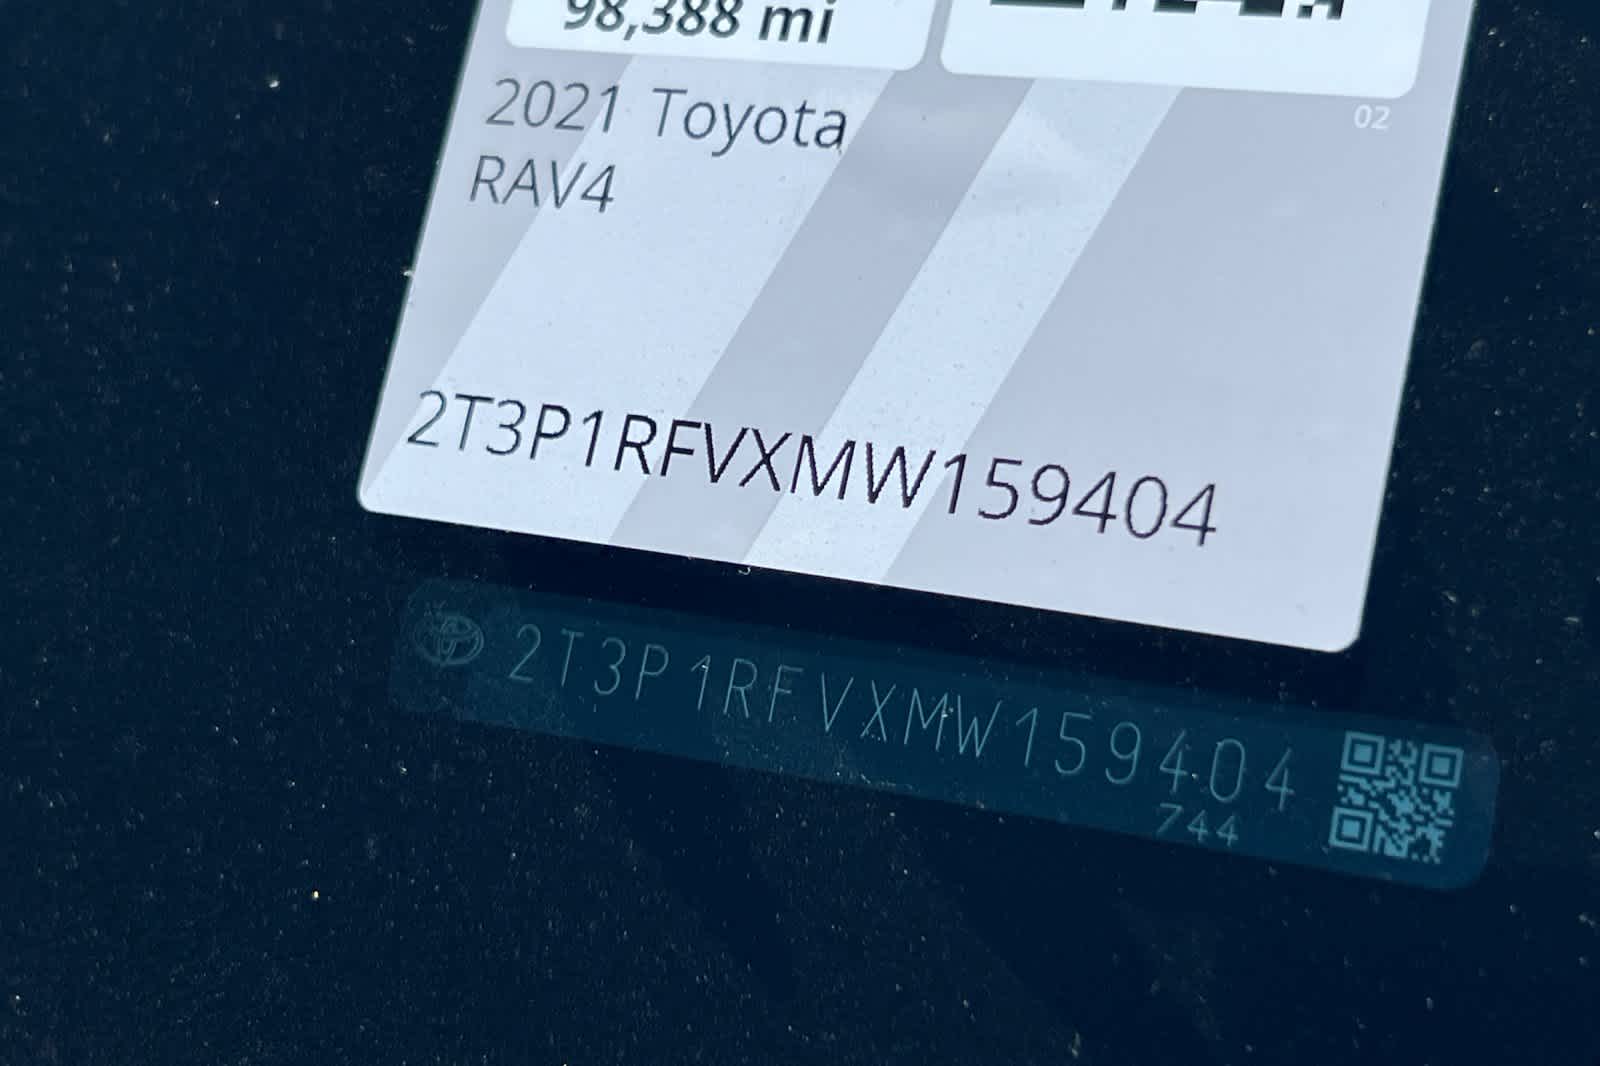 98,388 mi
2021 Toyota
RAV4
02
2T3P1RFVXMW159404
2T3P1RFVXMW159404
744